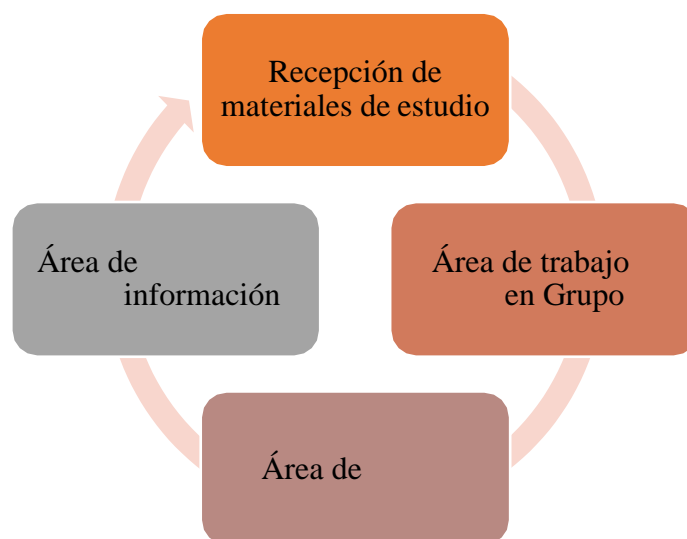 Recepción de
materiales de estudio
Área de trabajo
en Grupo
Área de
Área de
información